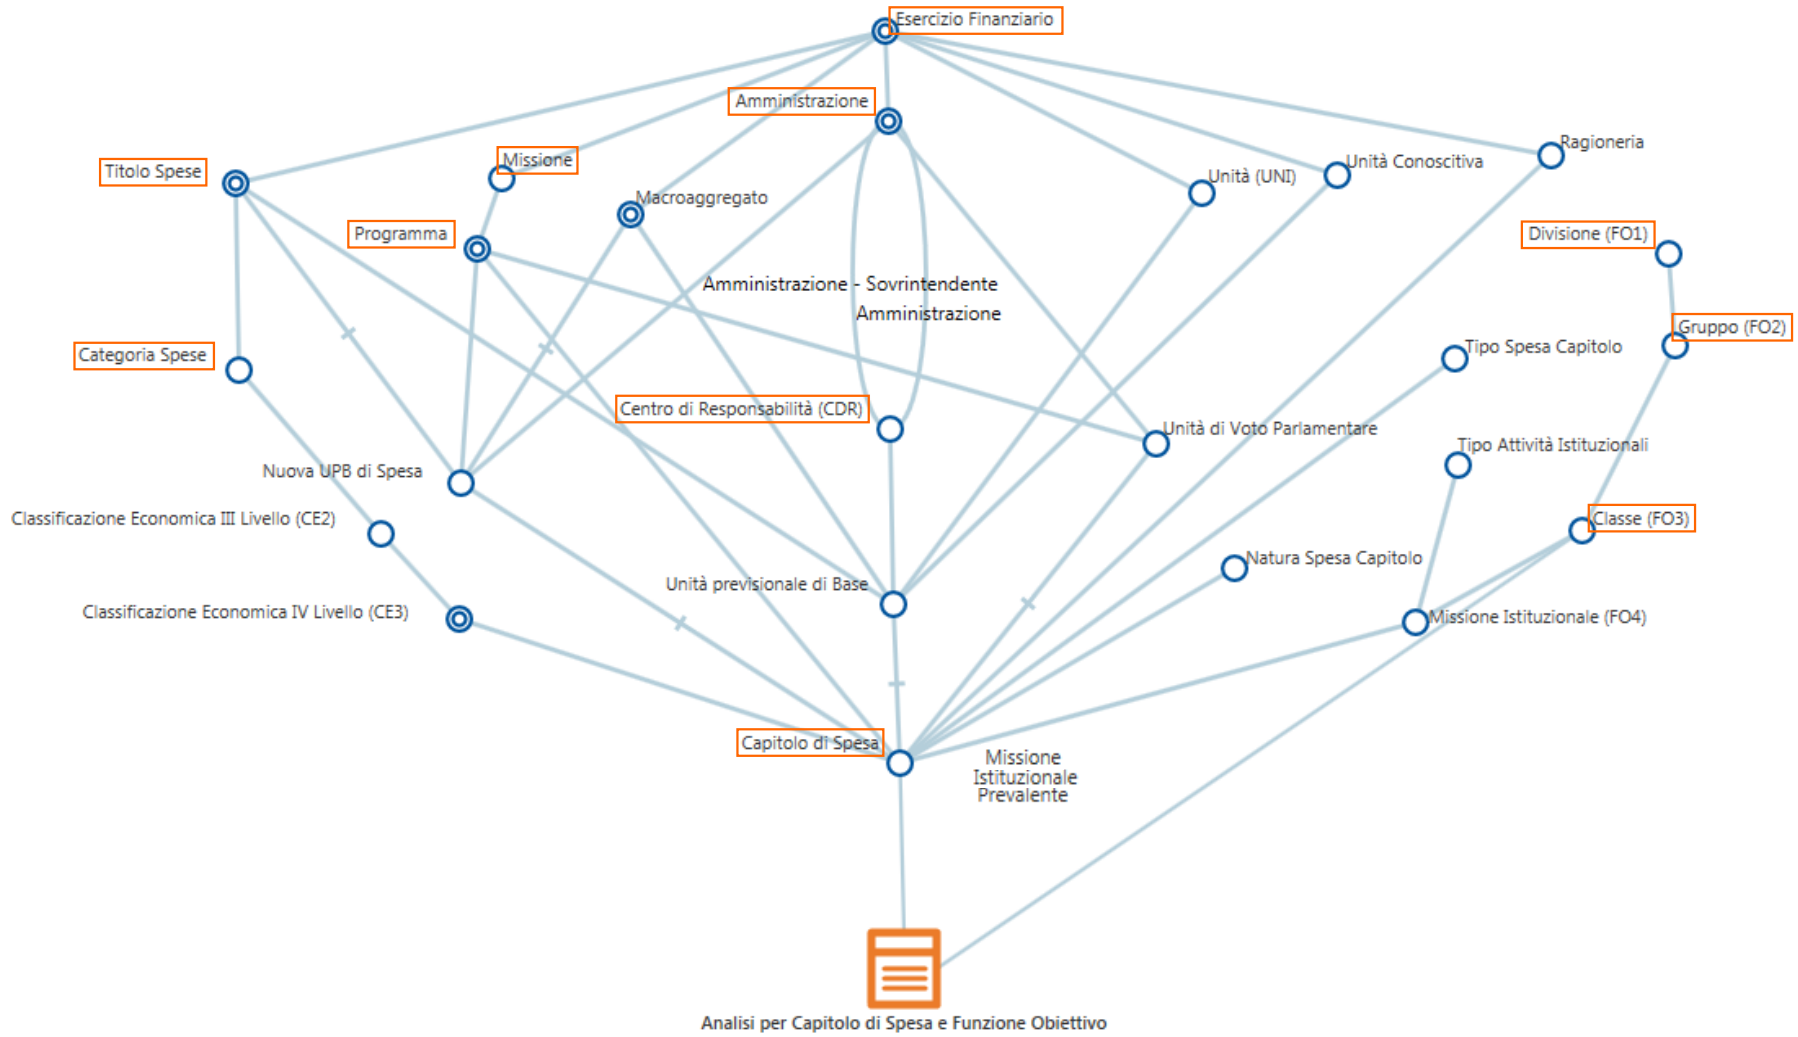 Esercizio Finanziario
Amministrazione
Ragioneria
Missione
Unità Conoscitiva
Titolo Spese
Unità (UNI)
Macroaggregato
Programma
Divisione (FO1)
Amministrazione - Sovrintendente
Amministrazione
Gruppo (FO2)
Tipo Spesa Capitolo
Categoria Spese
Centro di Responsabilità (CDR)
Unità di Voto Parlamentare
Tipo Attività Istituzionali
Nuova UPB di Spesa
Classificazione Economica III Livello (CE2)
Classe (FO3)
Natura Spesa Capitolo
Unità previsionale di Base
Classificazione Economica IV Livello (CE3)
Missione Istituzionale (FO4)
Capitolo di Spesa
Missione
Istituzionale
Prevalente
Analisi per Capitolo di Spesa e Funzione Obiettivo